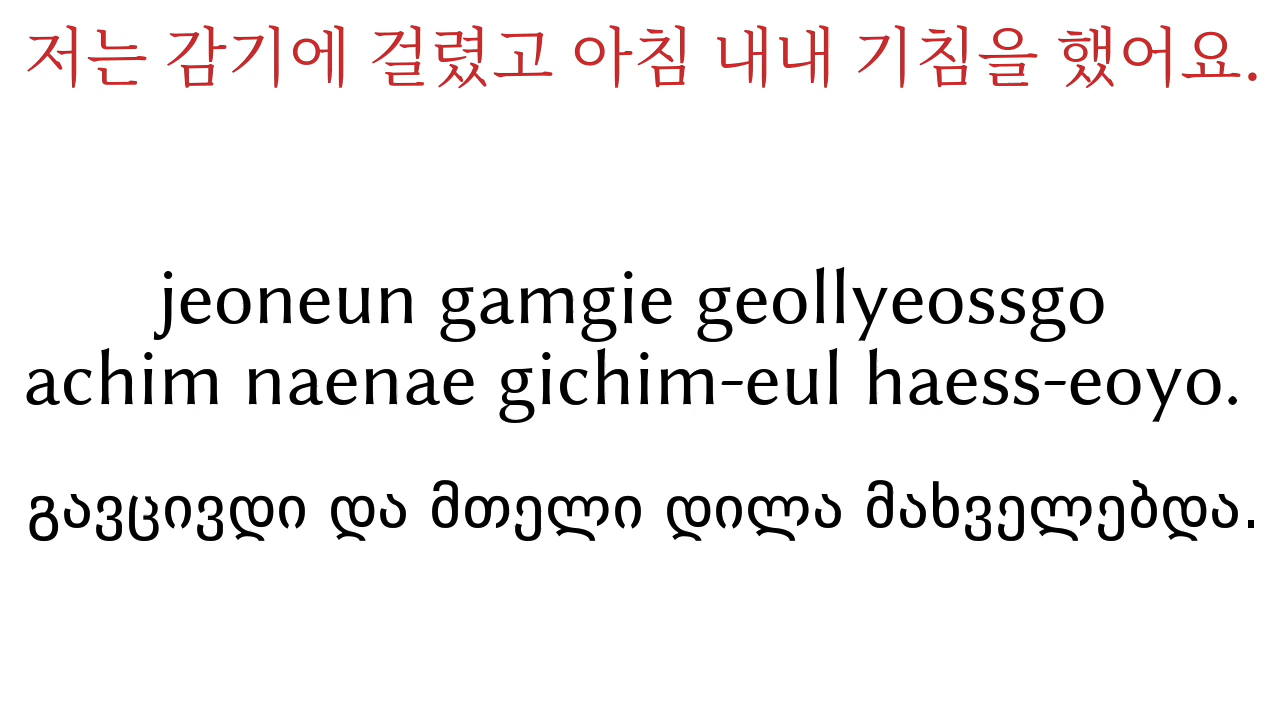 저는 감기에 걸렸고 아침 내내 기침을 했어요.
jeoneun gamgie geollyeossgo
achim naenae gichim-eul haess-eoyo.
გავცივდი და მთელი დილა მახველებდა.